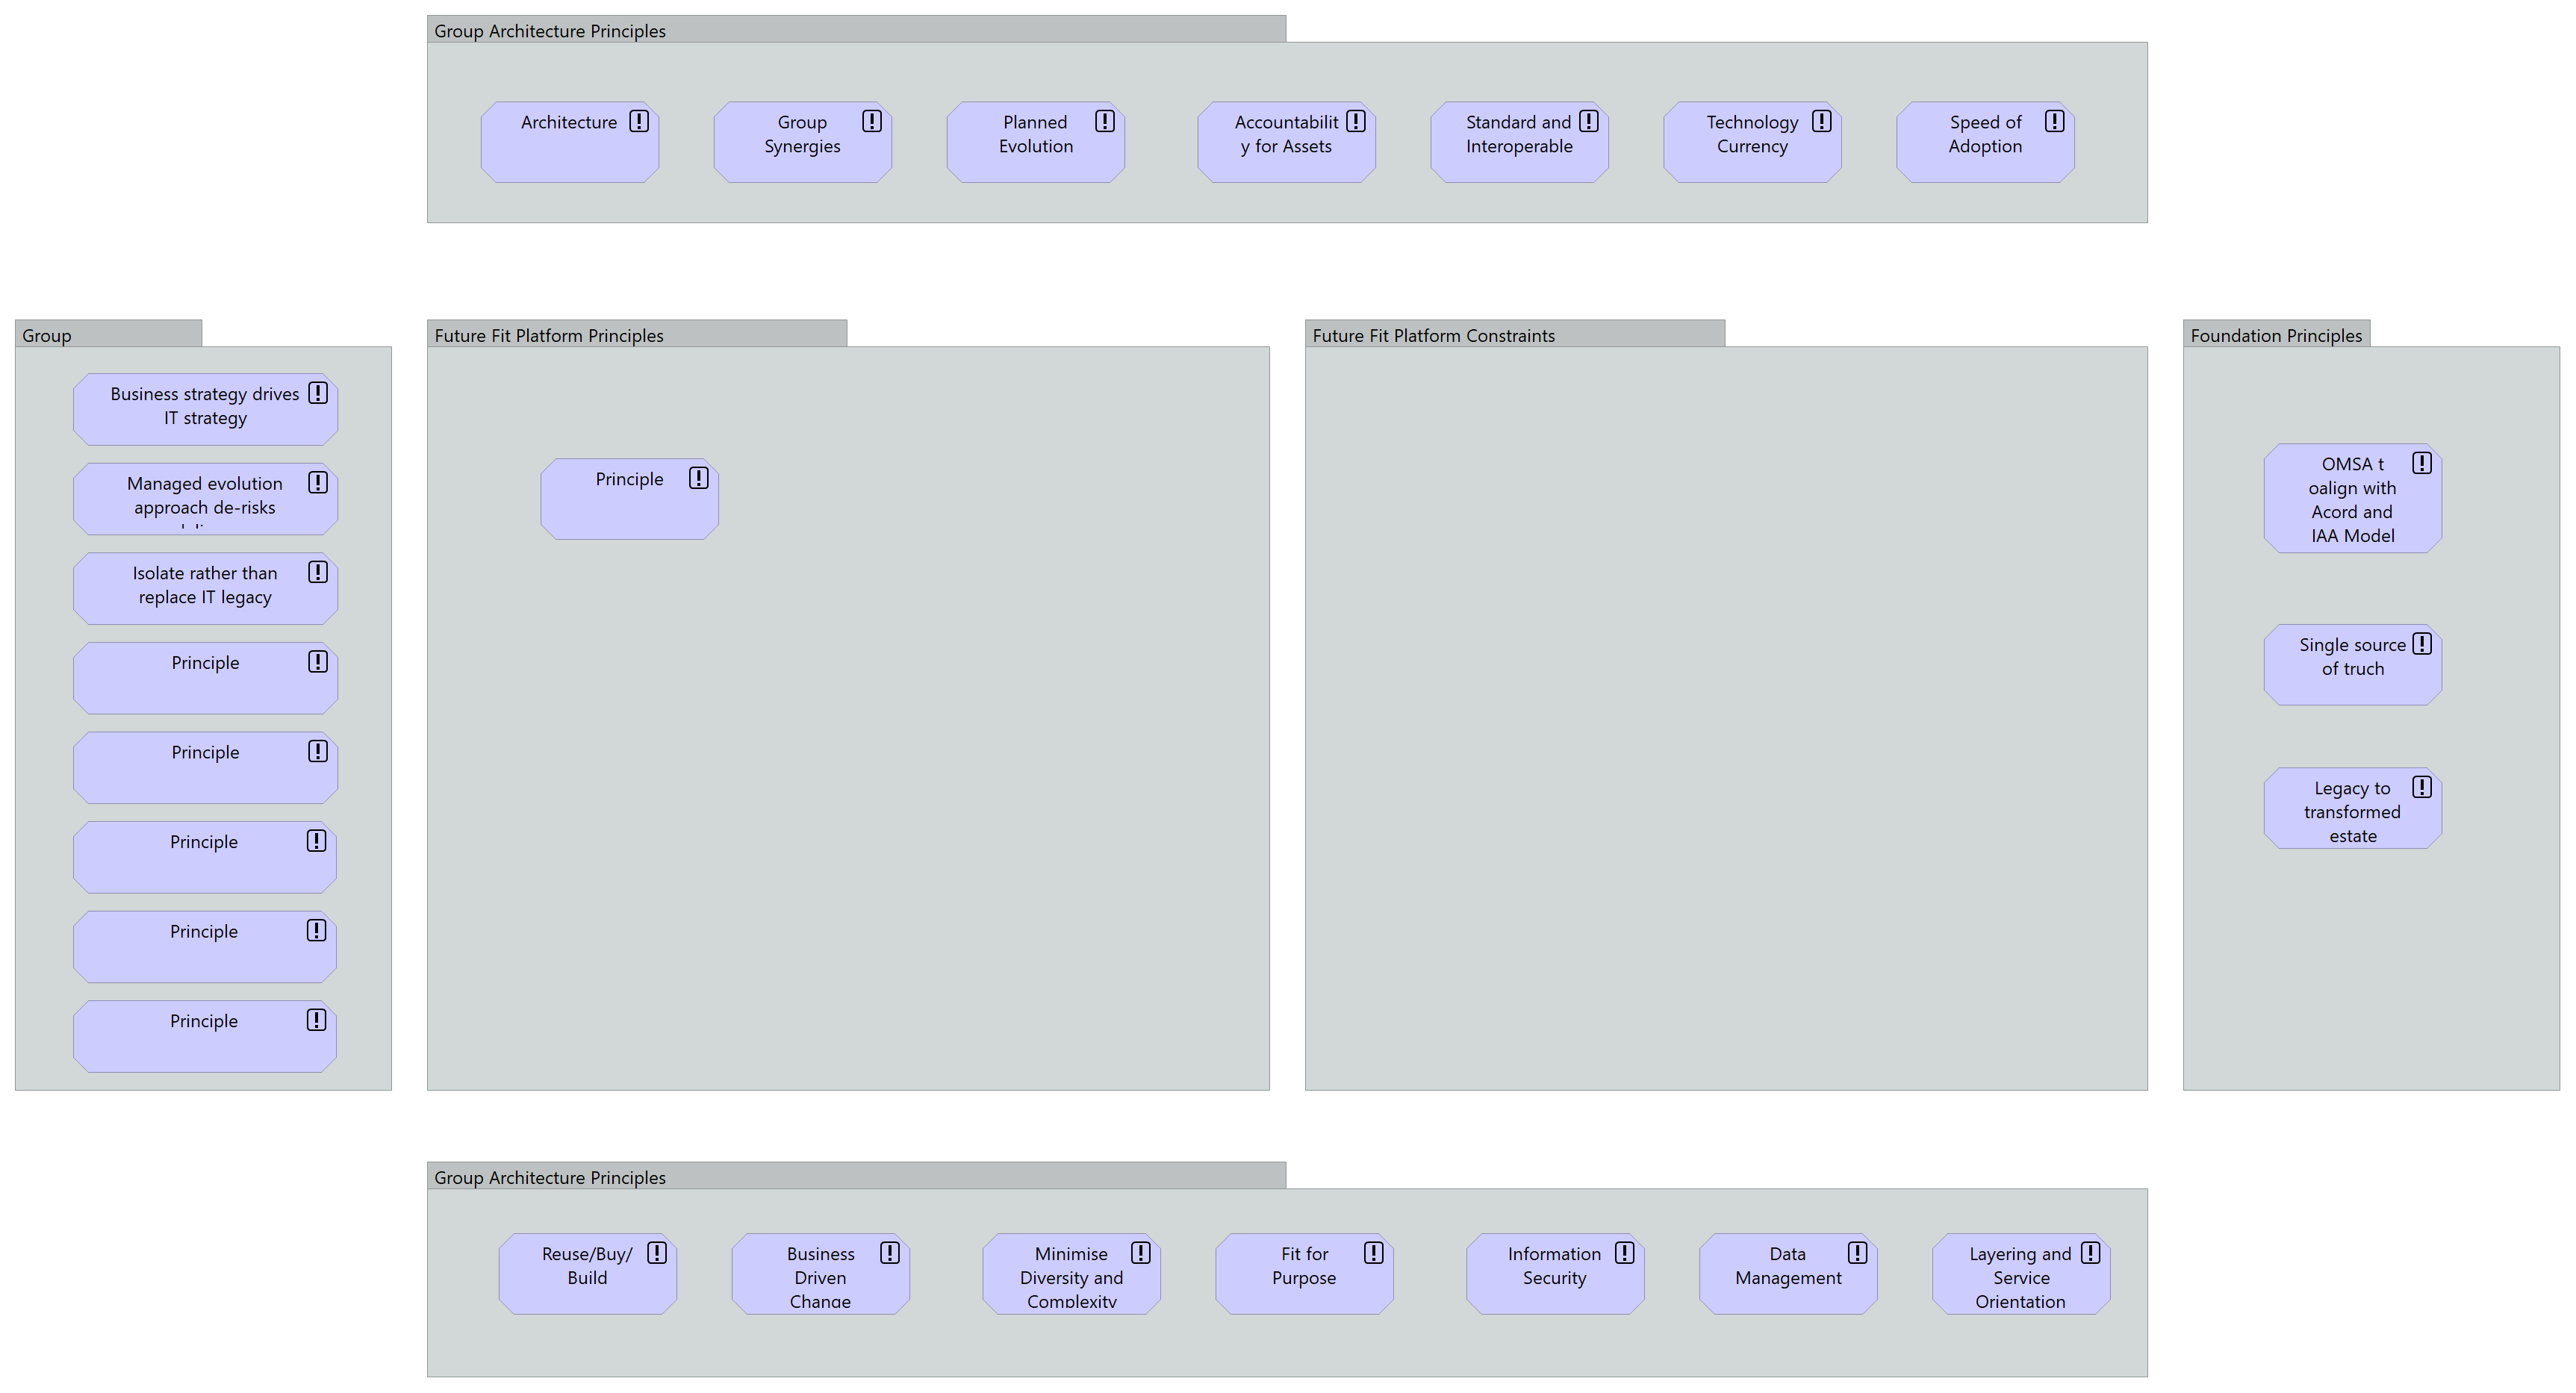 Group Architecture Principles
Architecture
Group
Synergies
Planned
Evolution
Accountabilit
y for Assets
Standard and
Interoperable
Technology
Currency
Speed of
Adoption
Group
Business strategy drives
IT strategy
Managed evolution
approach de-risks
Isolate rather than
replace IT legacy
Principle
Principle
Principle
Principle
Principle
Future Fit Platform Principles
Principle
Future Fit Platform Constraints
Foundation Principles
OMSA t
oalign with
Acord and
IAA Model
Single source
of truch
Legacy to
transformed
estate
Group Architecture Principles
Reuse/Buy/
Build
Business
Driven
Change
Minimise
Diversity and
Complexity
Fit for
Purpose
Information
Security
Data
Management
Layering and
Service
Orientation